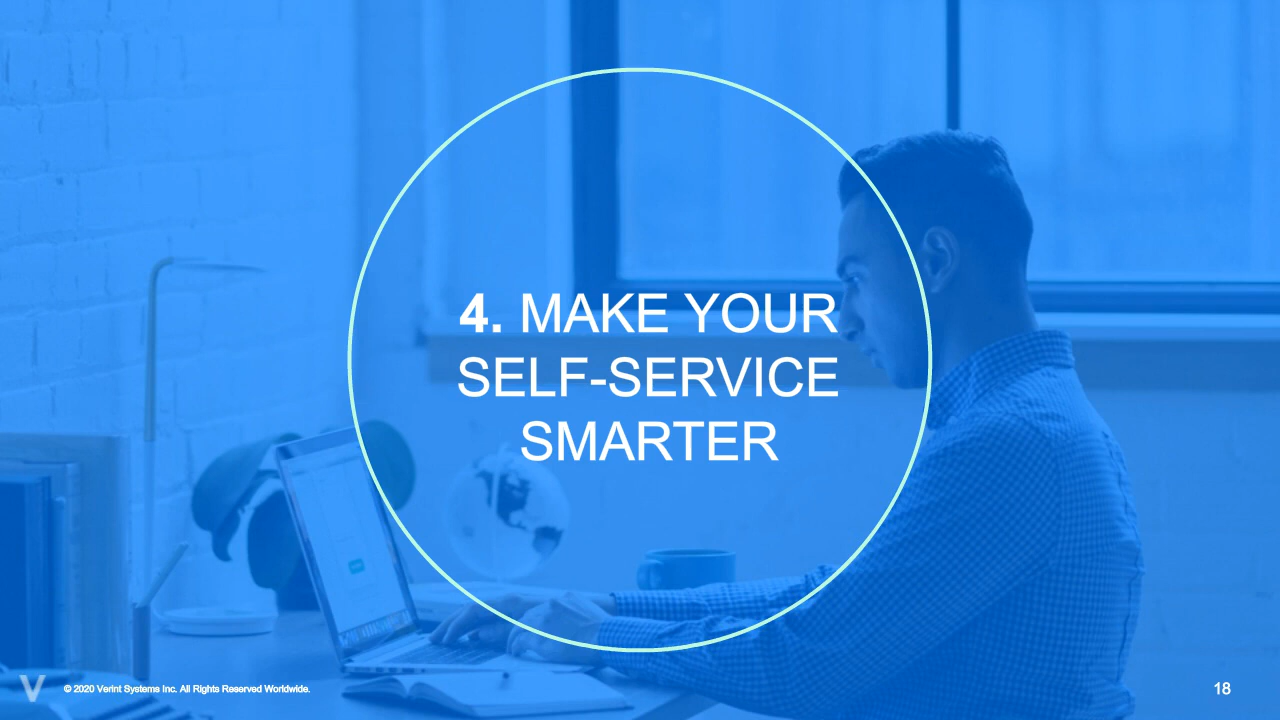 4. MAKE YOUR
SELF-SERVICE
SMARTER
V © 2020 Verint Systems Inc. All Rights Reserved Worldwide.
18